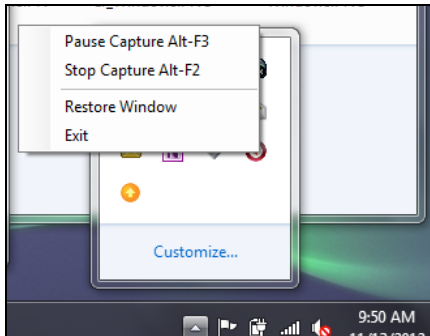 Pause Capture Alt-F3
Stop Capture Alt-F2
Restore Window
Exit
N
Customize...
9:50 AM